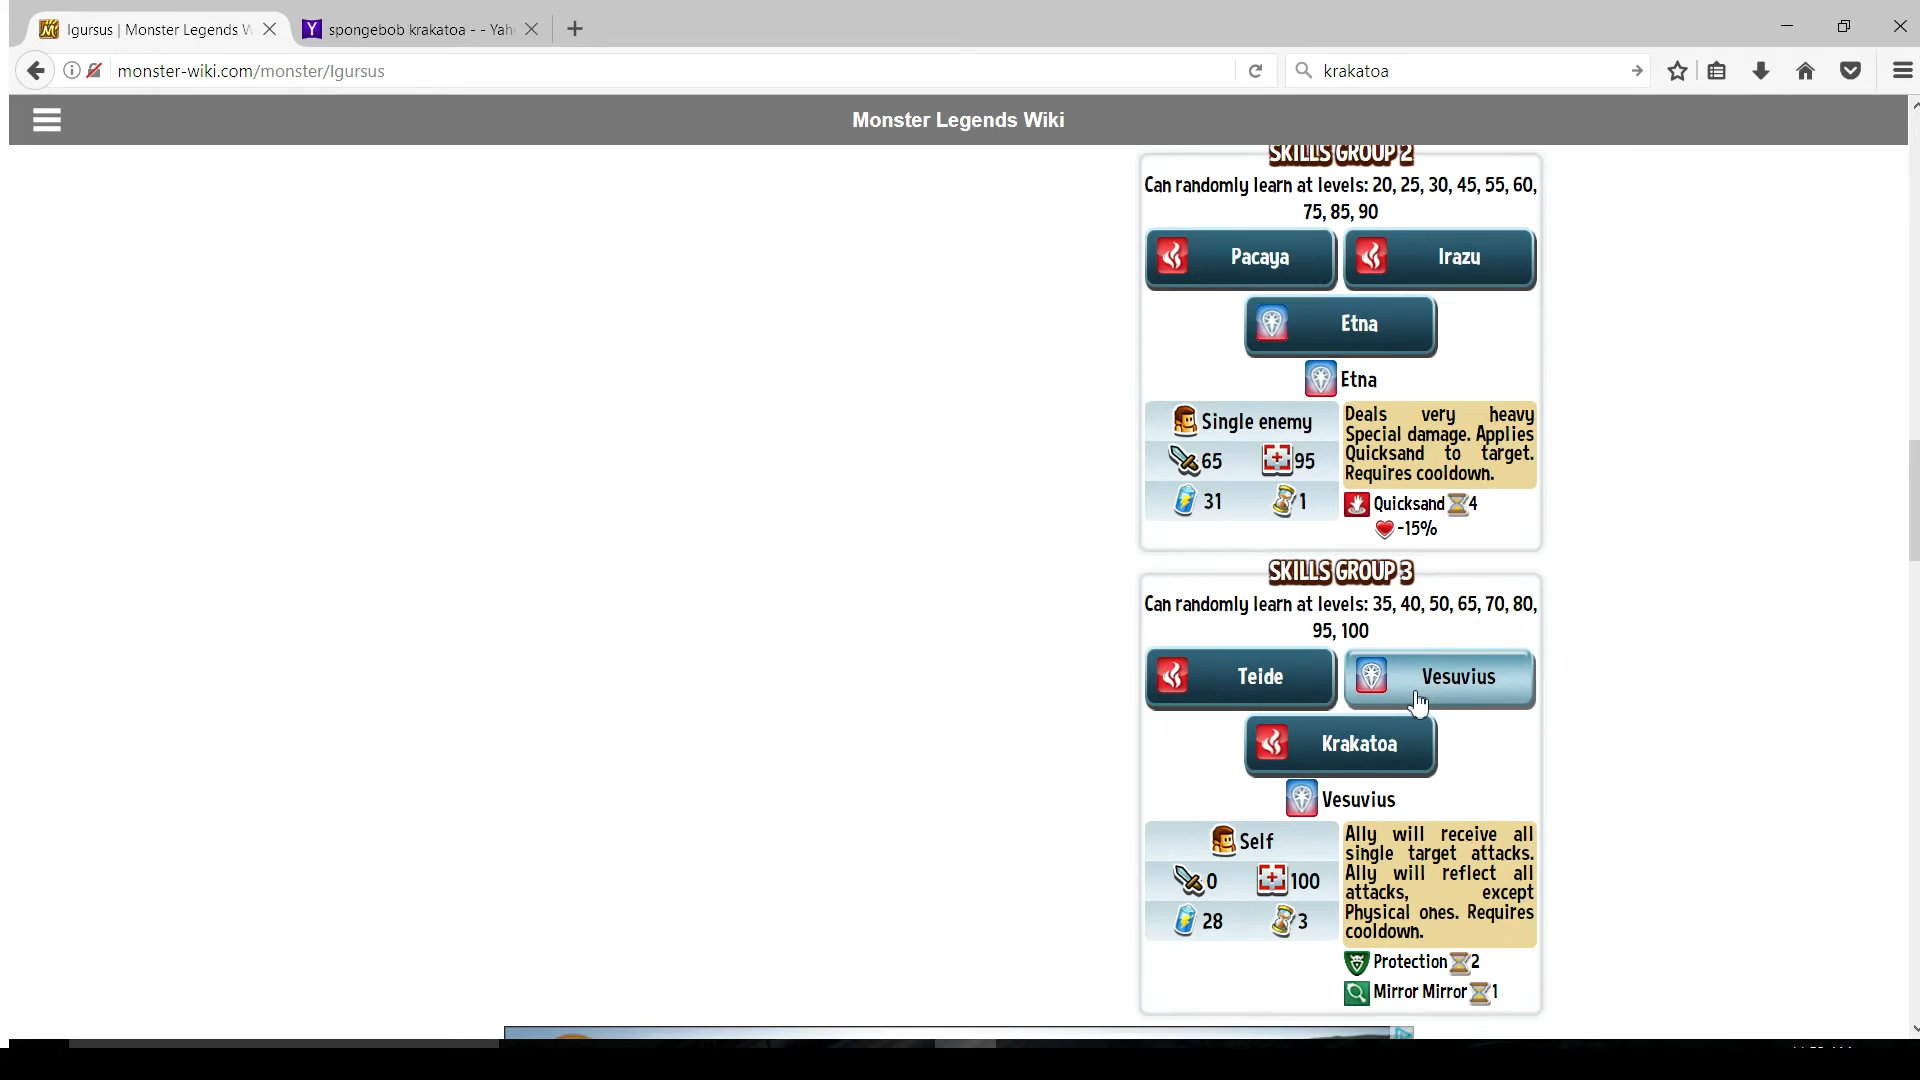 Igursus | Monster Legends W
spongebob krakatoa - - Yah
monster-wiki.com/monster/Igursus
krakatoa
Monster Legends Wiki
SKILLS GROUP 2
Can randomly learn at levels: 20, 25, 30, 45, 55, 60,
75, 85, 90
Pacaya
Irazu
Etna
Etna
Single enemy
65
95
31
1
Deals very heavy
Special damage. Applies
Quicksand to target.
Requires cooldown.
Quicksand 4
-15%
SKILLS GROUP 3
Can randomly learn at levels: 35, 40, 50, 65, 70, 80,
95, 100
Teide
Vesuvius
Krakatoa
Vesuvius
Self
0
100
28
3
Ally will receive all
single target attacks.
Ally will reflect all
attacks, except
Physical ones. Requires
cooldown.
Protection 2
Mirror Mirror 1